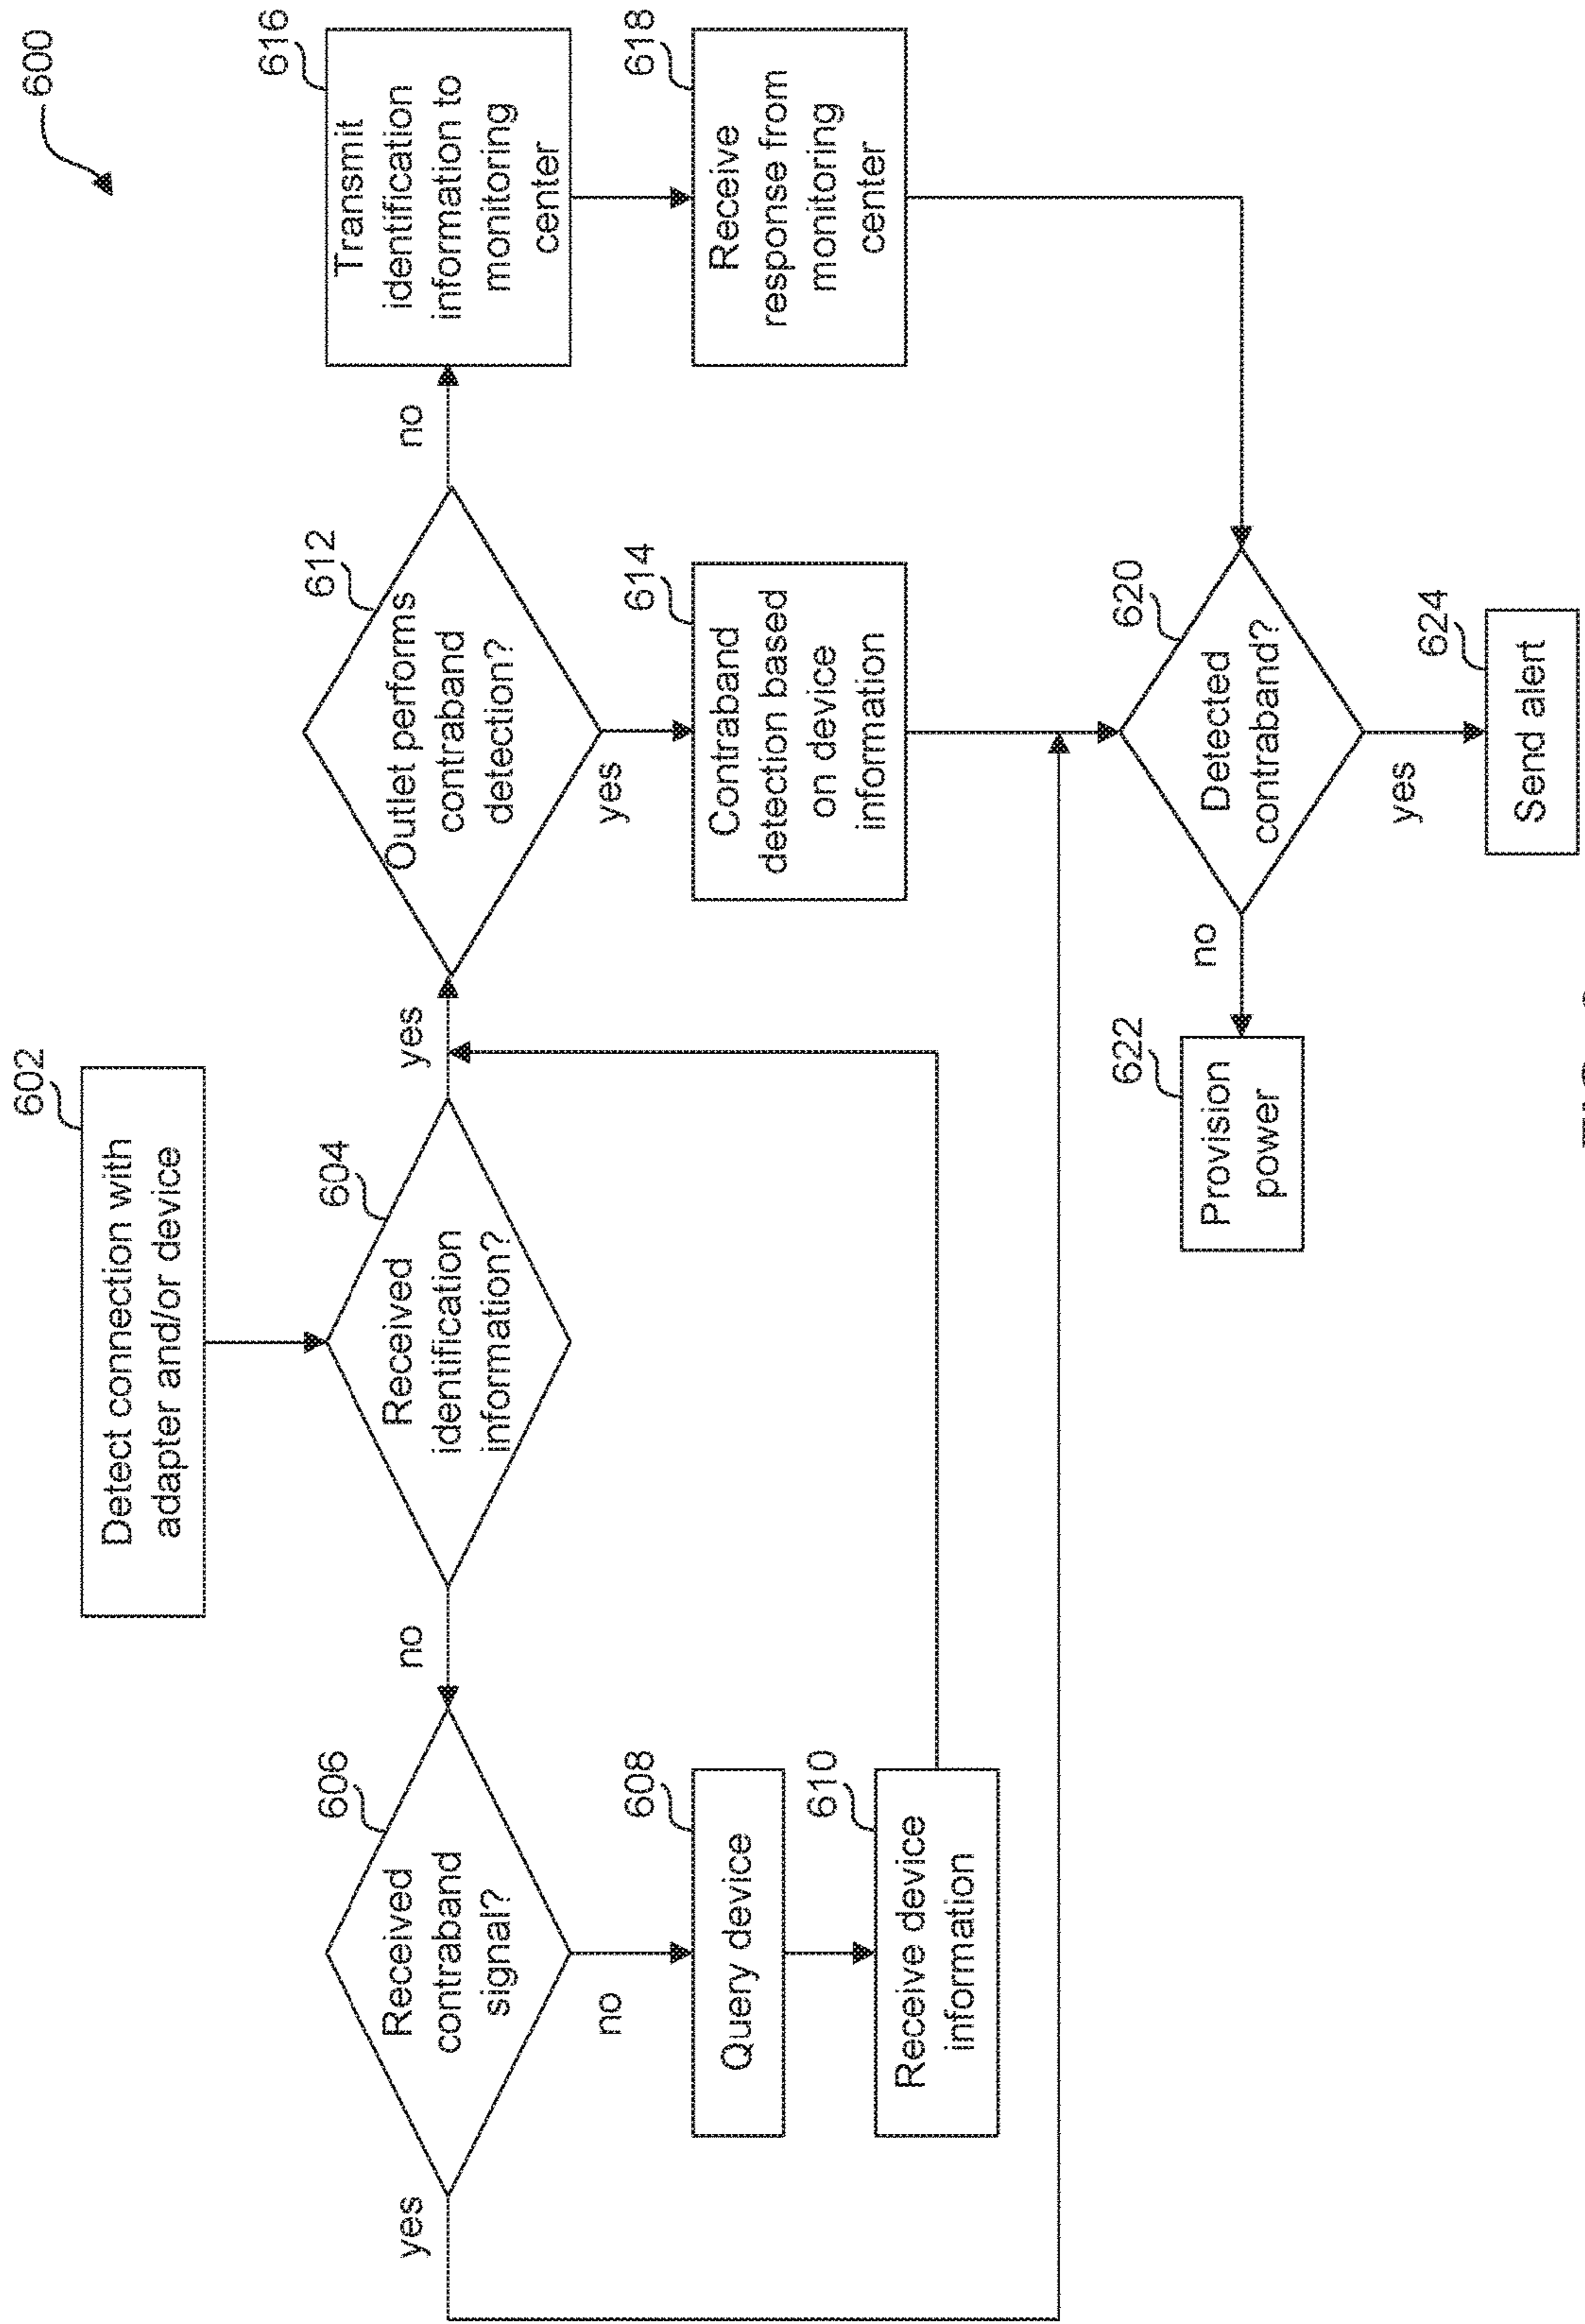 600
602
Detect connection with
adapter and/or device
604
Received
identification
information?
no
yes
606
Received
contraband
signal?
yes
no
608
Query device
610
Receive device
information
612
Outlet performs
contraband
detection?
no
yes
614
Contraband
detection based
on device
information
616
Transmit
identification
information to
monitoring
center
618
Receive
response from
monitoring
center
620
Detected
contraband?
no
yes
622
Provision
power
624
Send alert